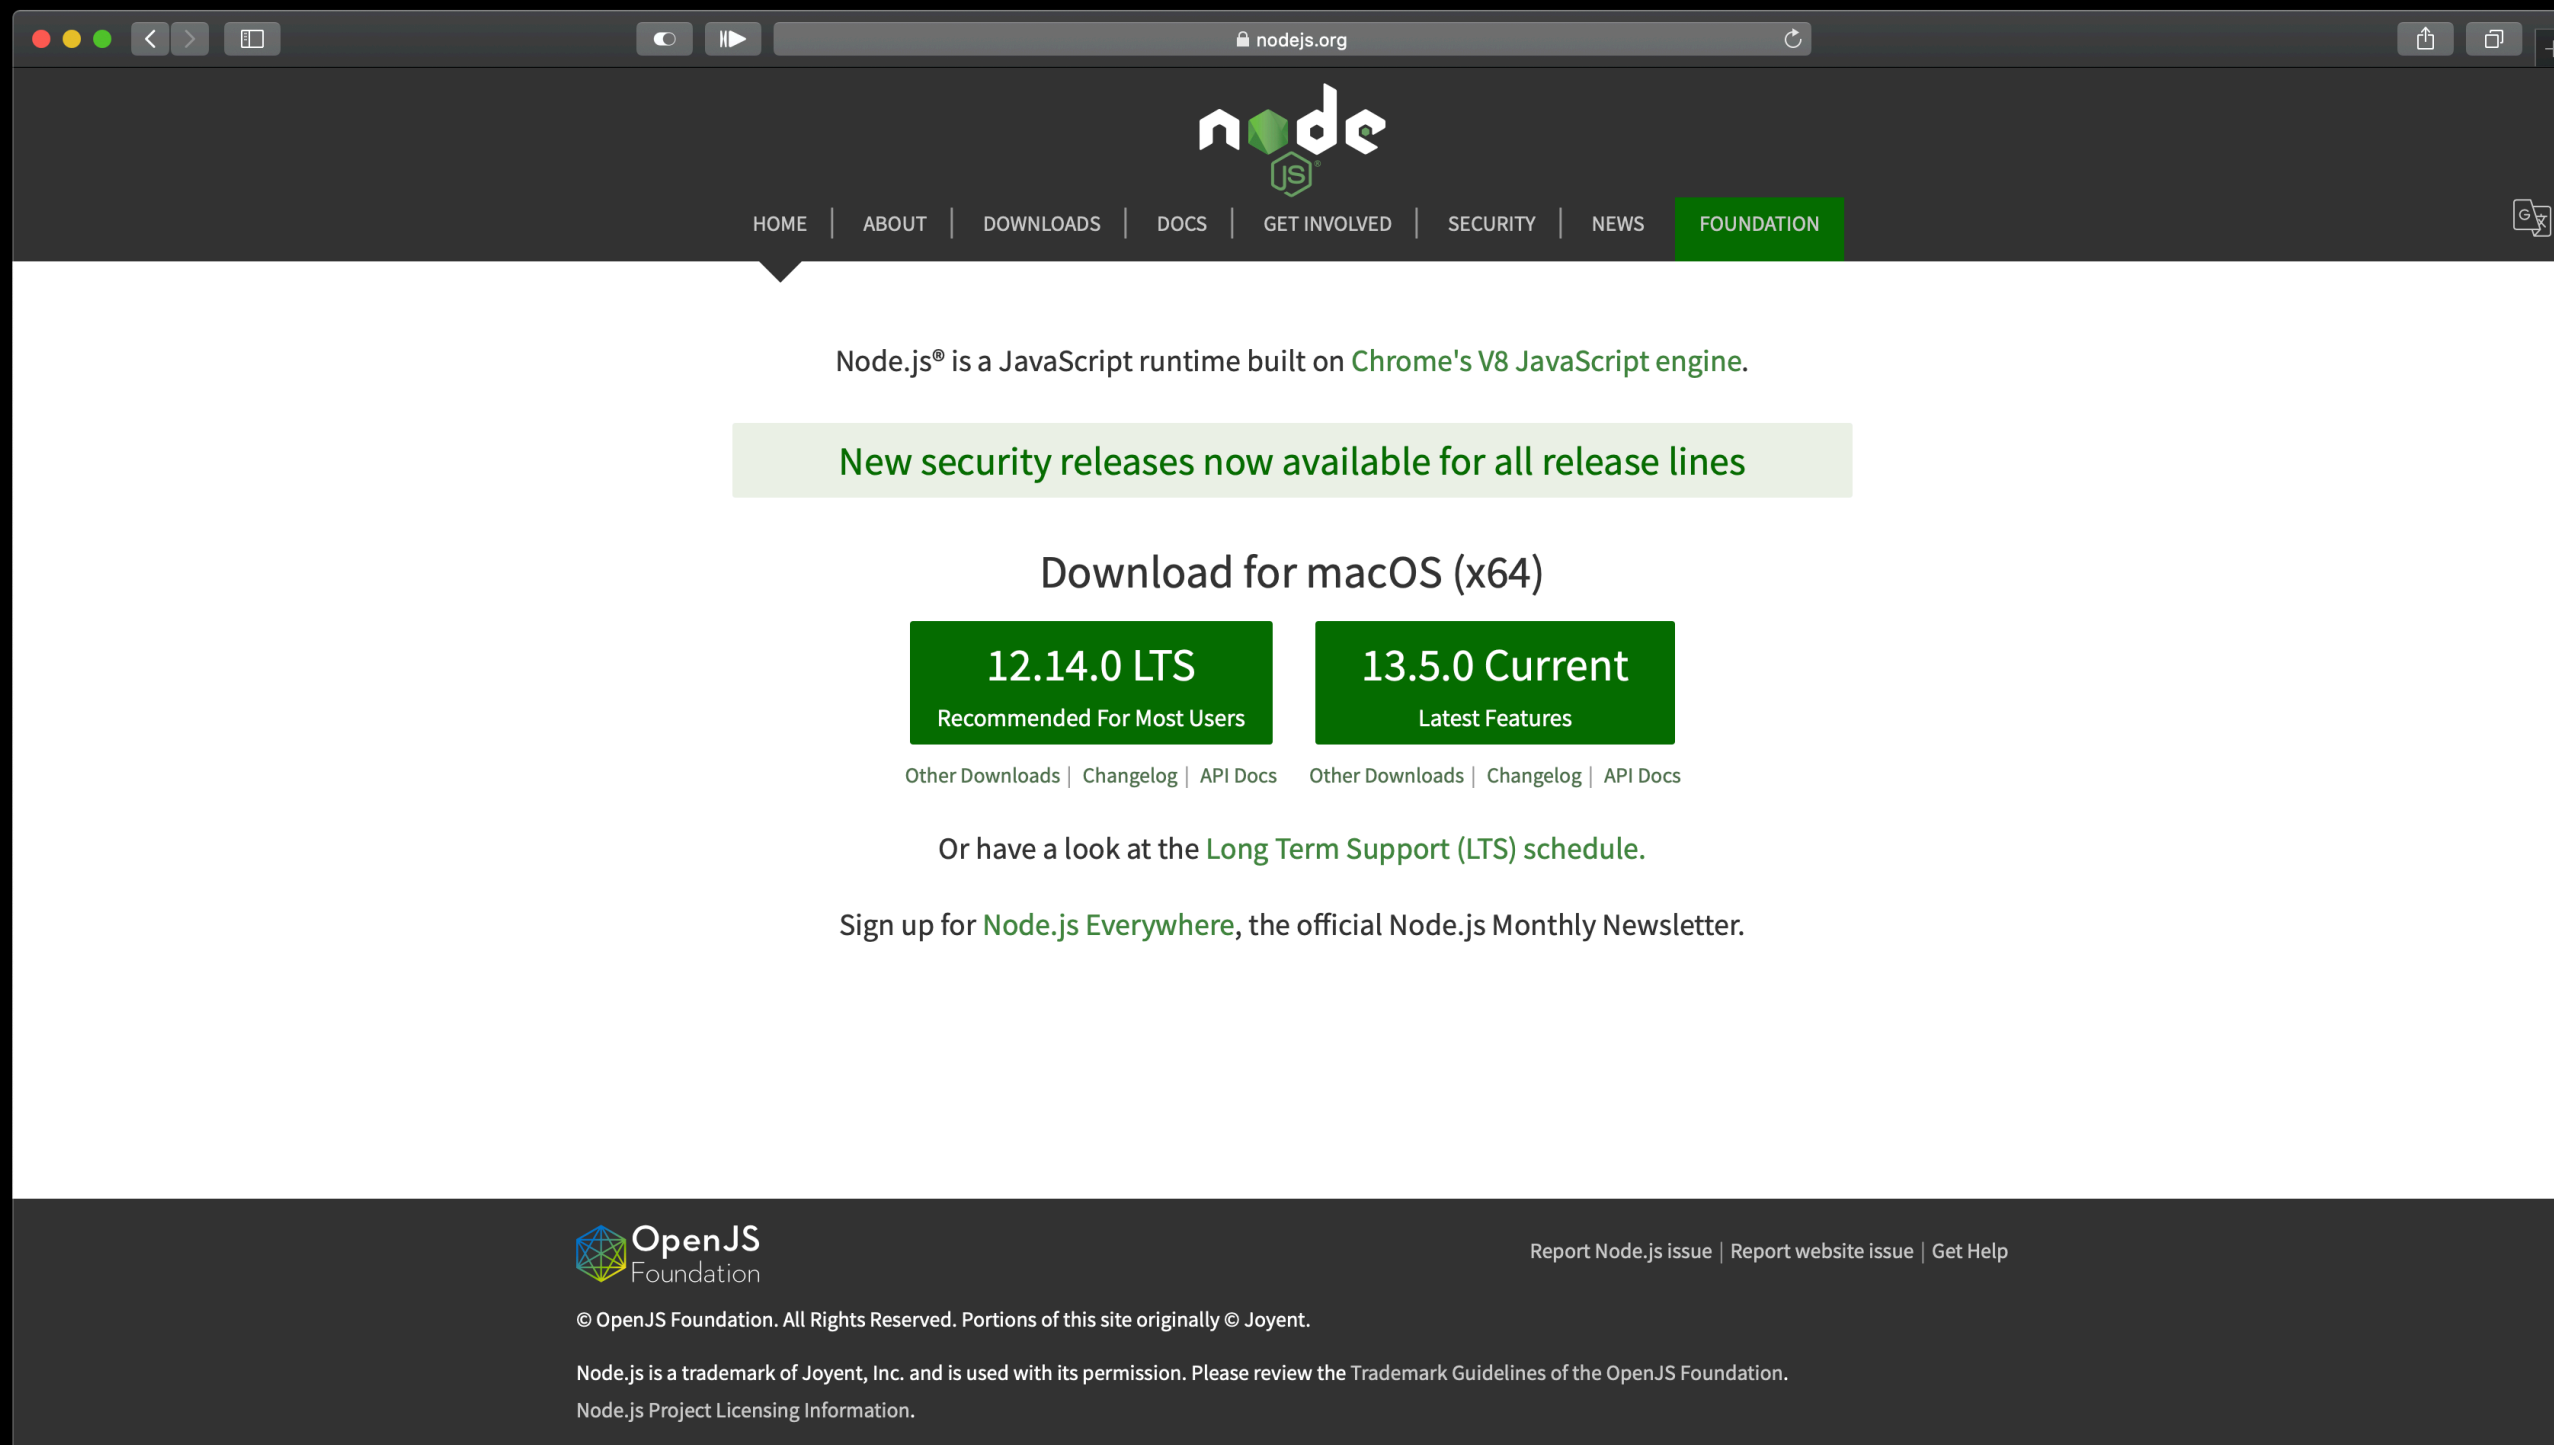 nodejs.org
node
JS®
HOME | ABOUT | DOWNLOADS | DOCS | GET INVOLVED | SECURITY | NEWS FOUNDATION
Node.js® is a JavaScript runtime built on Chrome's V8 JavaScript engine.
New security releases now available for all release lines
Download for macOS (x64)
12.14.0 LTS
Recommended For Most Users
13.5.0 Current
Latest Features
Other Downloads | Changelog | API Docs
Other Downloads | Changelog | API Docs
Or have a look at the Long Term Support (LTS) schedule.
Sign up for Node.js Everywhere, the official Node.js Monthly Newsletter.
OpenJS
Foundation
Report Node.js issue | Report website issue | Get Help
© OpenJS Foundation. All Rights Reserved. Portions of this site originally © Joyent.
Node.js is a trademark of Joyent, Inc. and is used with its permission. Please review the Trademark Guidelines of the OpenJS Foundation.
Node.js Project Licensing Information.